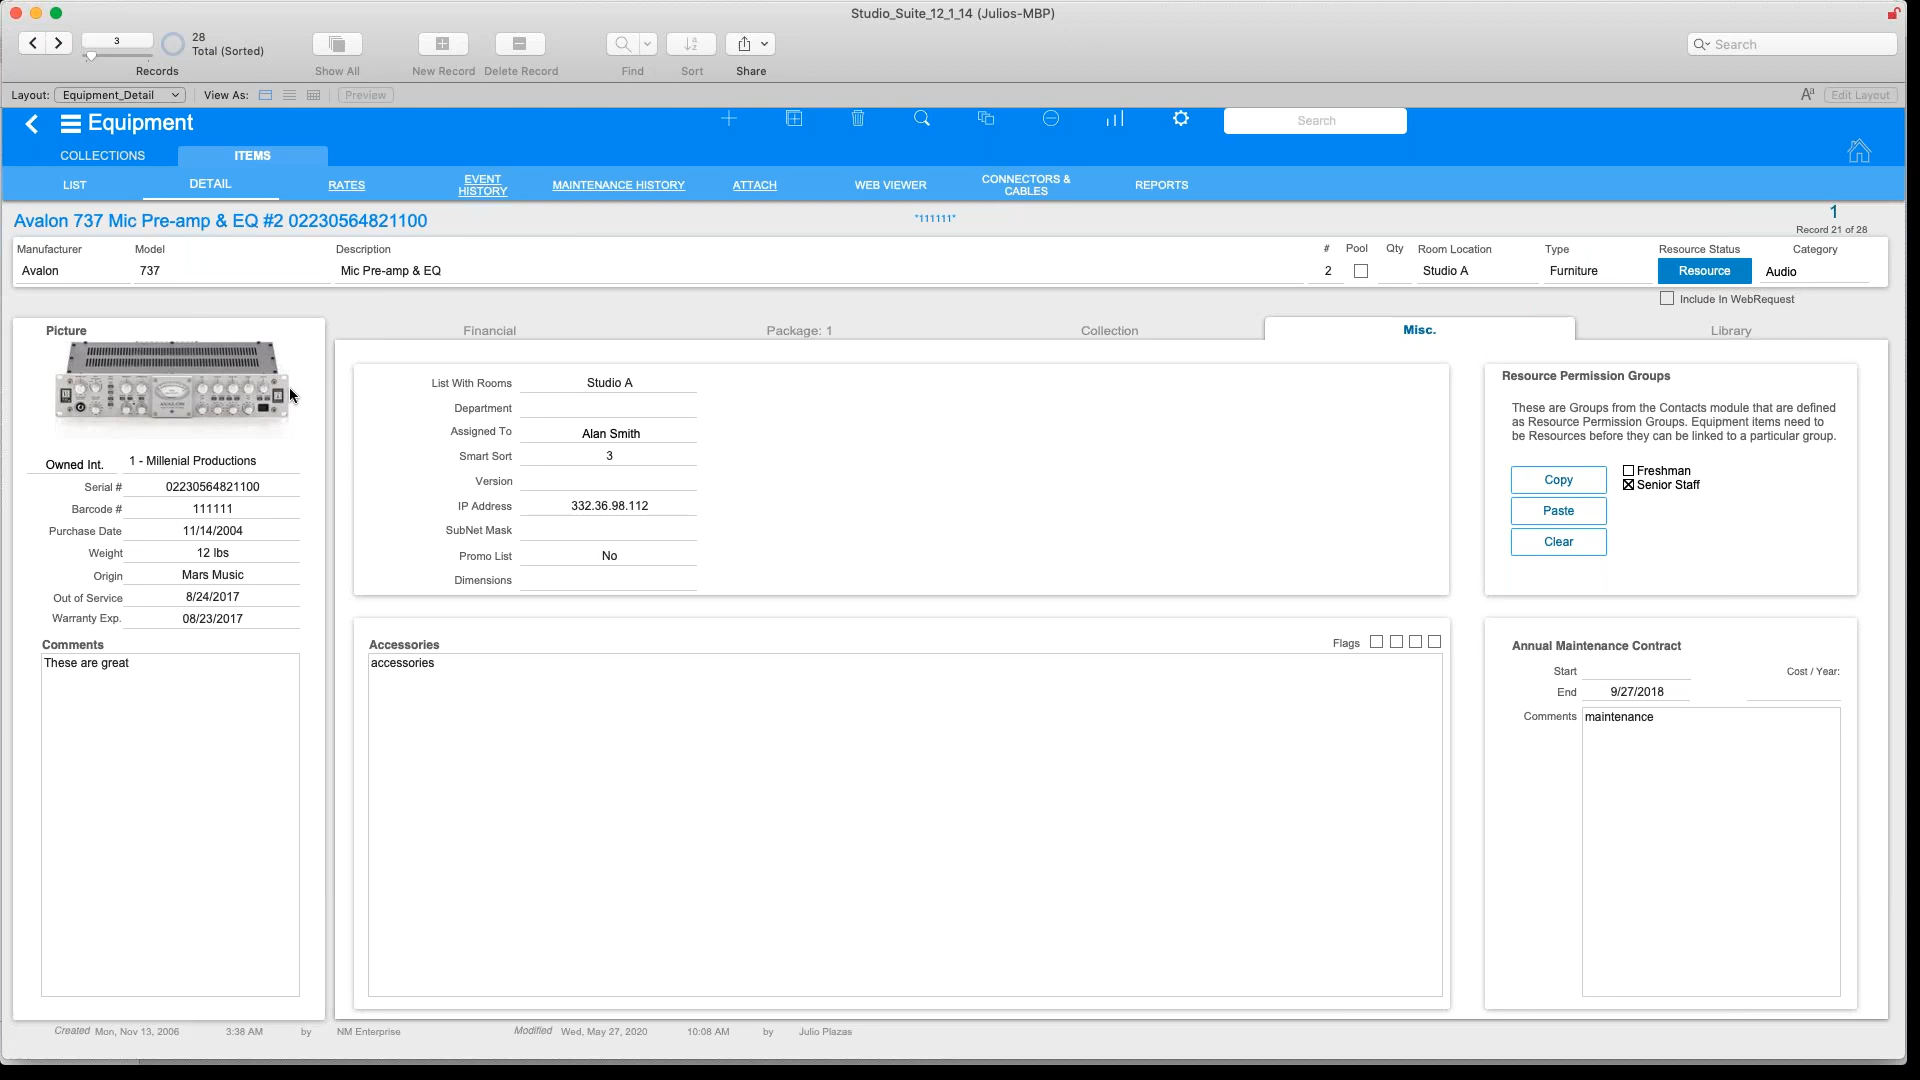 Studio_Suite_12_1_14 (Julios-MBP)
3
28
Total (Sorted)
Records
Show All
New Record
Delete Record
Find
Sort
Share
Search
Layout: Equipment_Detail
View As:
Preview
Aª
Edit Layout
Equipment
Search
COLLECTIONS
ITEMS
LIST
DETAIL
RATES
EVENT HISTORY
MAINTENANCE HISTORY
ATTACH
WEB VIEWER
CONNECTORS & CABLES
REPORTS
Avalon 737 Mic Pre-amp & EQ #2 02230564821100
*111111*
1
Record 21 of 28
Manufacturer
Model
Description
#
Pool
Qty
Room Location
Type
Resource Status
Category
Avalon
737
Mic Pre-amp & EQ
2
Studio A
Furniture
Resource
Audio
Include In WebRequest
Picture
Financial
Package: 1
Collection
Misc.
Library
Owned Int.
1 - Millenial Productions
Serial # 02230564821100
Barcode # 111111
Purchase Date 11/14/2004
Weight 12 lbs
Origin Mars Music
Out of Service 8/24/2017
Warranty Exp. 08/23/2017
Comments
These are great
List With Rooms Studio A
Department
Assigned To Alan Smith
Smart Sort 3
Version
IP Address 332.36.98.112
SubNet Mask
Promo List No
Dimensions
Resource Permission Groups
These are Groups from the Contacts module that are defined
as Resource Permission Groups. Equipment items need to
be Resources before they can be linked to a particular group.
Copy
Paste
Clear
Freshman
Senior Staff
Accessories
Flags
accessories
Annual Maintenance Contract
Start
Cost / Year:
End 9/27/2018
Comments maintenance
Created Mon, Nov 13, 2006 3:38 AM by NM Enterprise
Modified Wed, May 27, 2020 10:08 AM by Julio Plazas